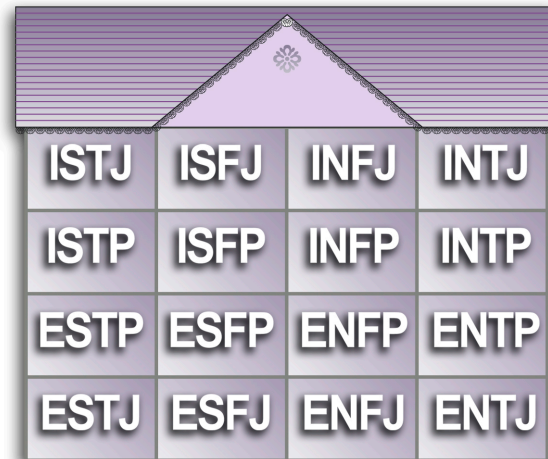 ISTJ ISFJ INFJ INTJ
ISTP ISFP INFP INTP
ESTP ESFP ENFP ENTP
ESTJ ESFJ ENFJ ENTJ